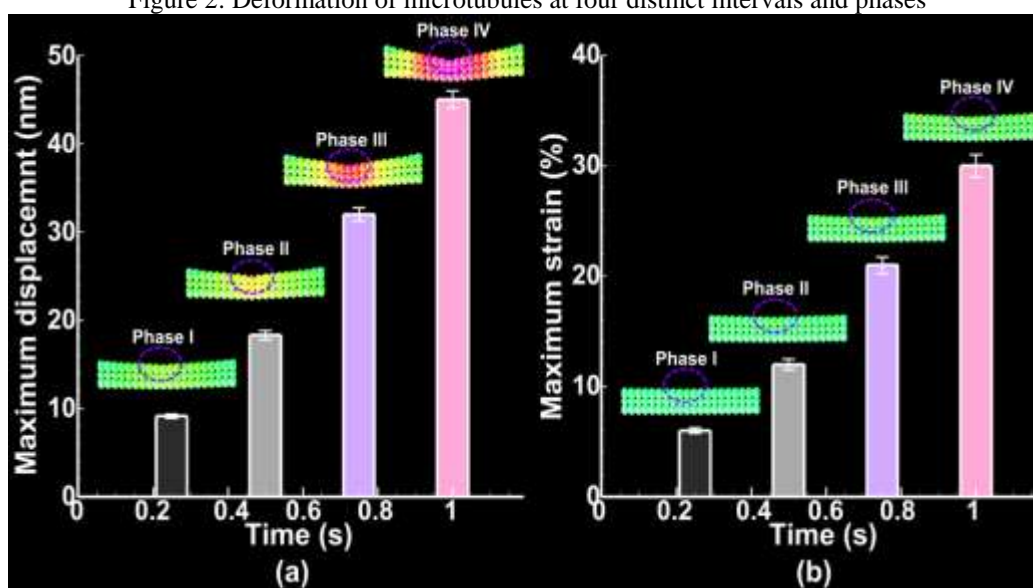 Figure 2. Deformation of microtubules at four distinct intervals and phases
Maximum displacemnt (nm)
50
40
30
20
10
0
Phase I
Phase II
Phase III
Phase IV
0.2 0.4 0.6 0.8 1
Time (s)
(a)
Maximum strain (%)
40
30
20
10
0
Phase I
Phase II
Phase III
Phase IV
0.2 0.4 0.6 0.8 1
Time (s)
(b)